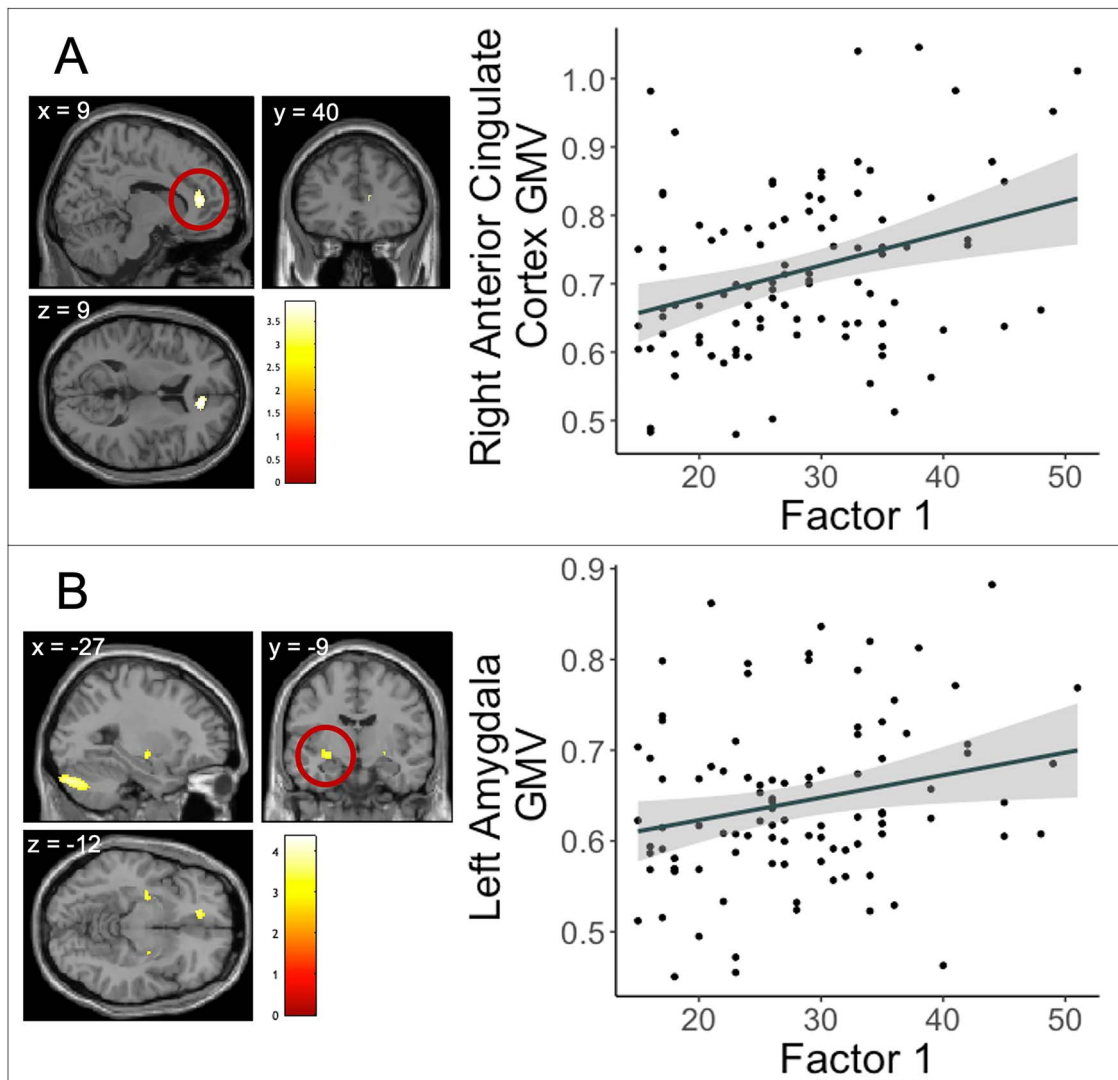 A
x = 9
y = 40
z = 9
3.5
3
2.5
2
1.5
1
0.5
0
Right Anterior Cingulate
Cortex GMV
1.0
0.9
0.8
0.7
0.6
0.5
20 30 40 50
Factor 1
B
x = -27
y = -9
z = -12
4
3
2
1
0
Left Amygdala
GMV
0.9
0.8
0.7
0.6
0.5
20 30 40 50
Factor 1